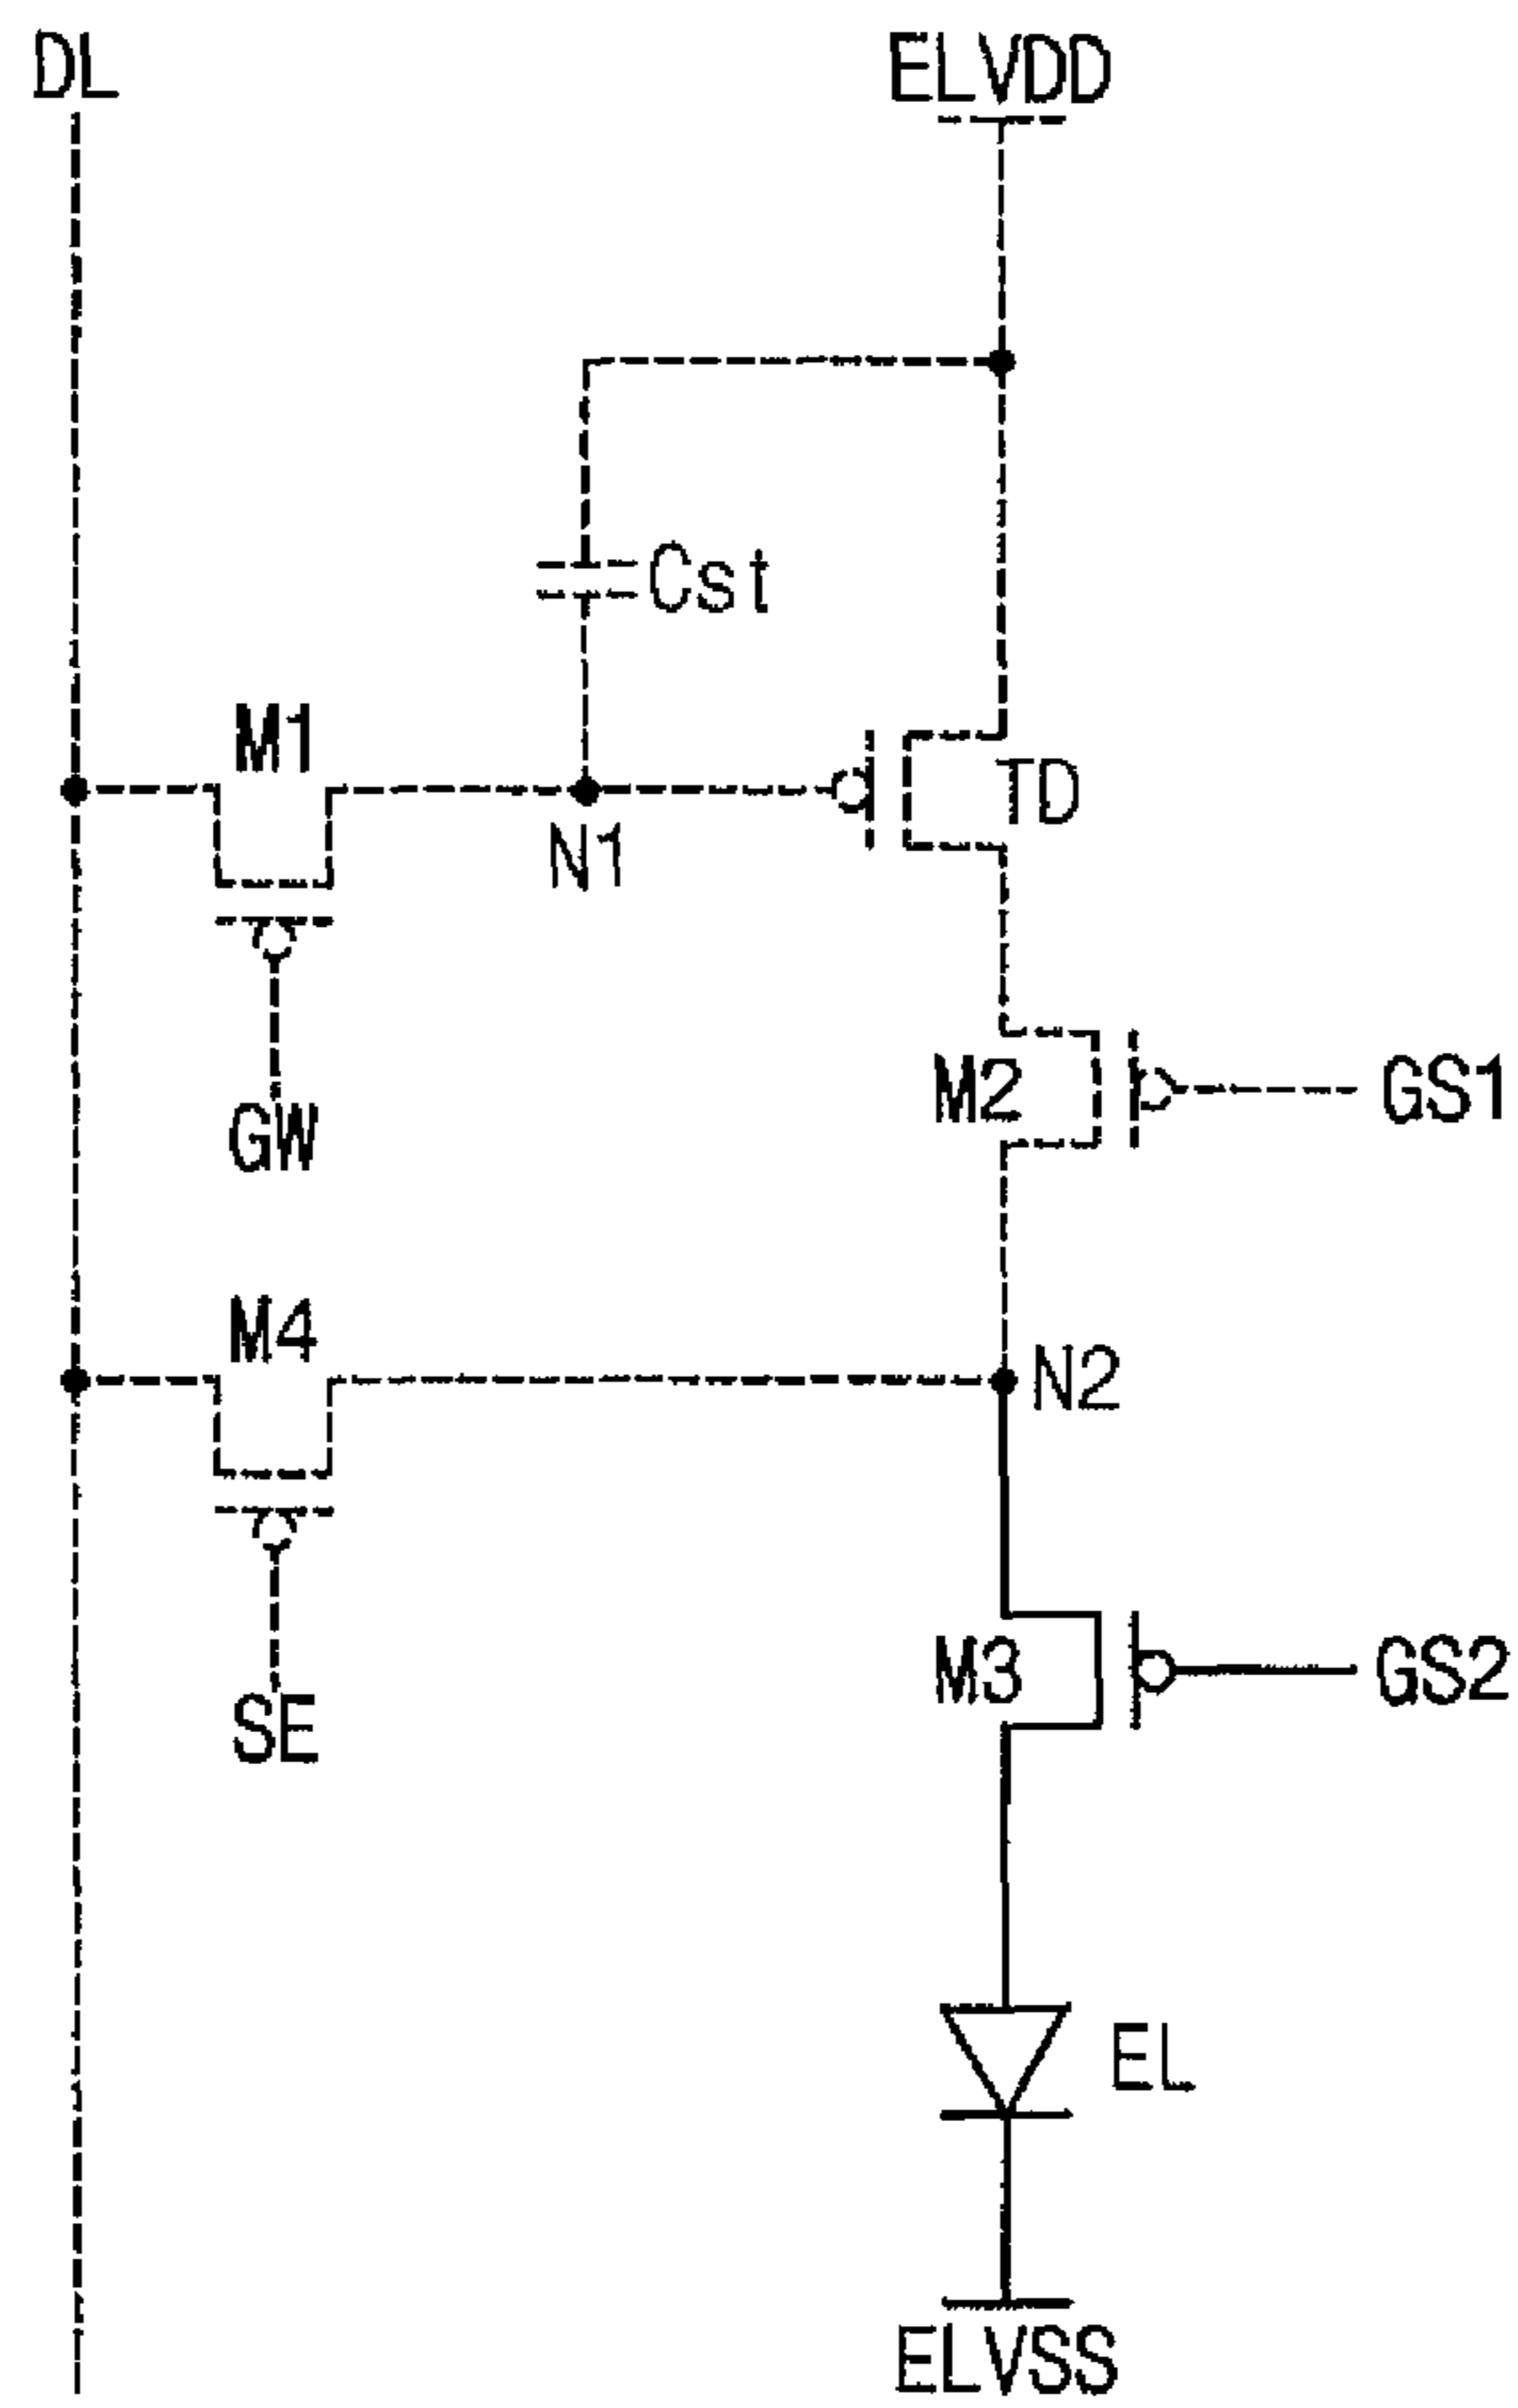 DL ELVDD
Cst
M1
TD
N1
M2 GS1
GW
M4
N2
M3 GS2
SE
EL
ELVSS